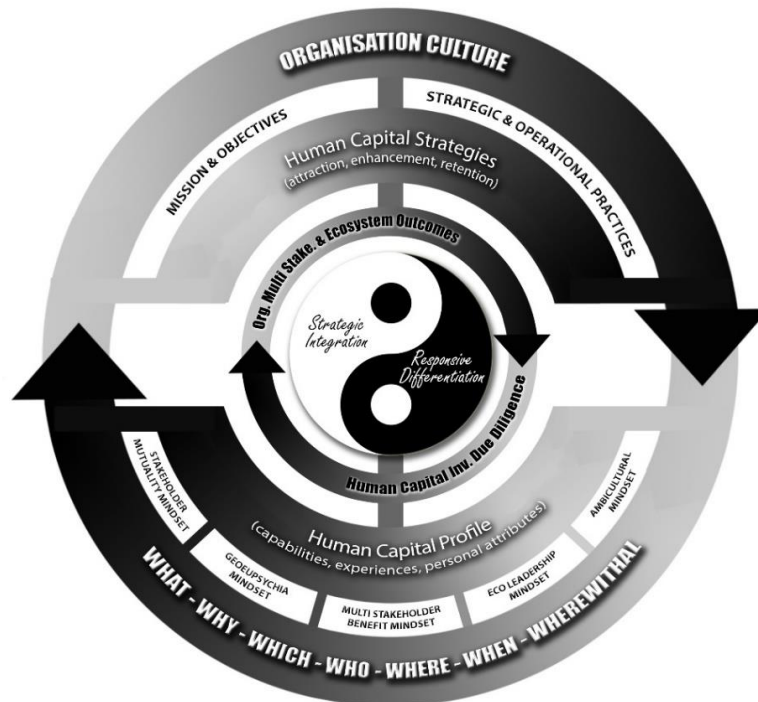 ORGANISATION CULTURE
MISSION & OBJECTIVES
STRATEGIC & OPERATIONAL PRACTICES
Human Capital Strategies
(attraction, enhancement, retention)
Org. Multi Stake. & Ecosystem Outcomes
Strategic
Integration
Responsive
Differentiation
Human Capital Inv. Due Diligence
Human Capital Profile
(capabilities, experiences, personal attributes)
STAKEHOLDER
MUTUALITY MINDSET
GEOEUPSYCHIA
MINDSET
MULTI STAKEHOLDER
BENEFIT MINDSET
ECO LEADERSHIP
MINDSET
AMBICULTURAL
MINDSET
WHAT - WHY - WHICH - WHO - WHERE - WHEN - WHEREWITHAL